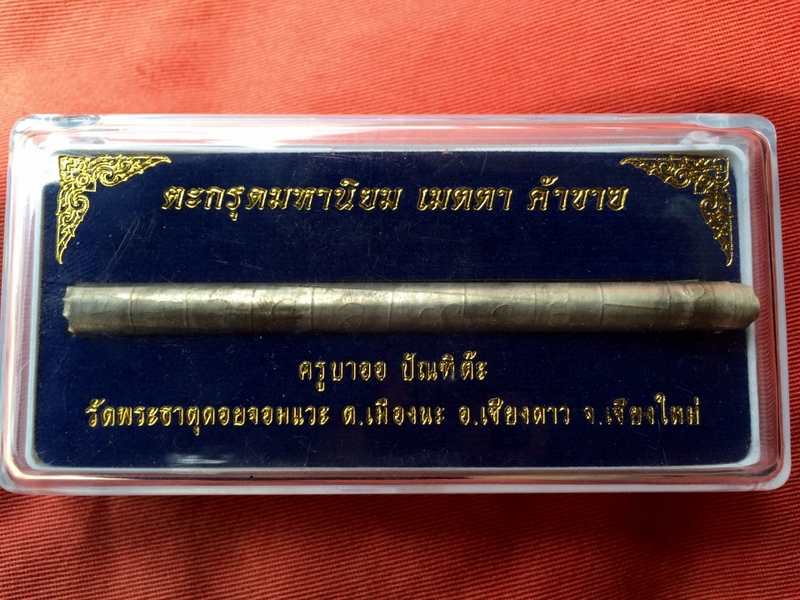 ตะกรุดมหานิยม เมตตา ค้าขาย
ครูบาออ ปัณฑิต๊ะ
วัดพระธาตุดอยจอมแวะ ต.เมืองนะ อ.เชียงดาว จ.เชียงใหม่